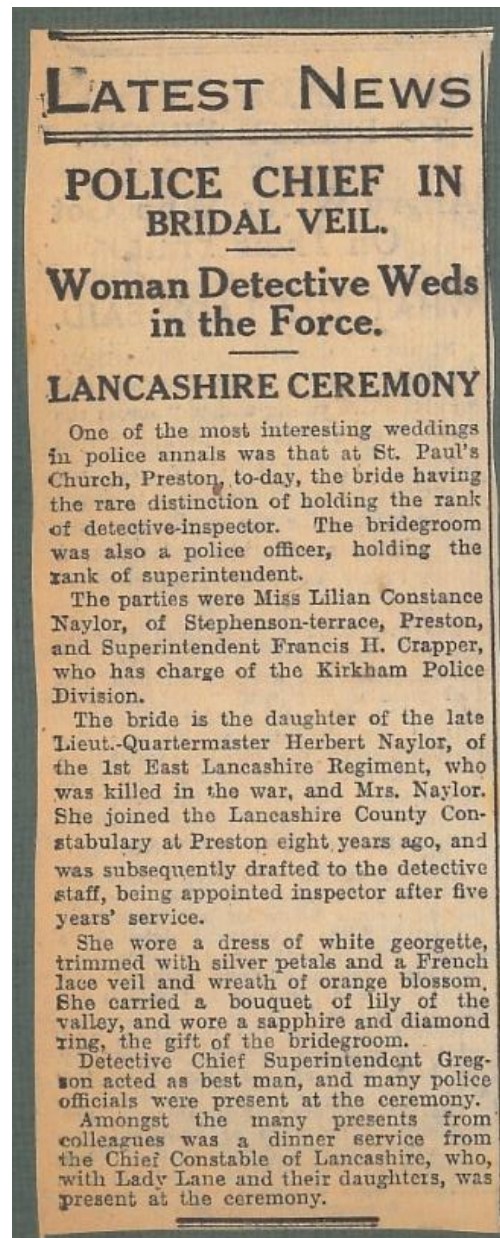 LATEST NEWS
POLICE CHIEF IN
BRIDAL VEIL.
Woman Detective Weds
in the Force.
LANCASHIRE CEREMONY
One of the most interesting weddings
in police annals was that at St. Paul's
Church, Preston, to-day, the bride having
the rare distinction of holding the rank
of detective-inspector. The bridegroom
was also a police officer, holding the
rank of superintendent.
The parties were Miss Lilian Constance
Naylor, of Stephenson-terrace, Preston,
and Superintendent Francis H. Crapper,
who has charge of the Kirkham Police
Division.
The bride is the daughter of the late
Lieut.-Quartermaster Herbert Naylor, of
the 1st East Lancashire Regiment, who
was killed in the war, and Mrs. Naylor.
She joined the Lancashire County Con-
stabulary at Preston eight years ago, and
was subsequently drafted to the detective
staff, being appointed inspector after five
years' service.
She wore a dress of white georgette,
trimmed with silver petals and a French
lace veil and wreath of orange blossom.
She carried a bouquet of lily of the
valley, and wore a sapphire and diamond
ring, the gift of the bridegroom.
Detective Chief Superintendent Greg-
son acted as best man, and many police
officials were present at the ceremony.
Amongst the many presents from
colleagues was a dinner service from
the Chief Constable of Lancashire, who,
with Lady Lane and their daughters, was
present at the ceremony.